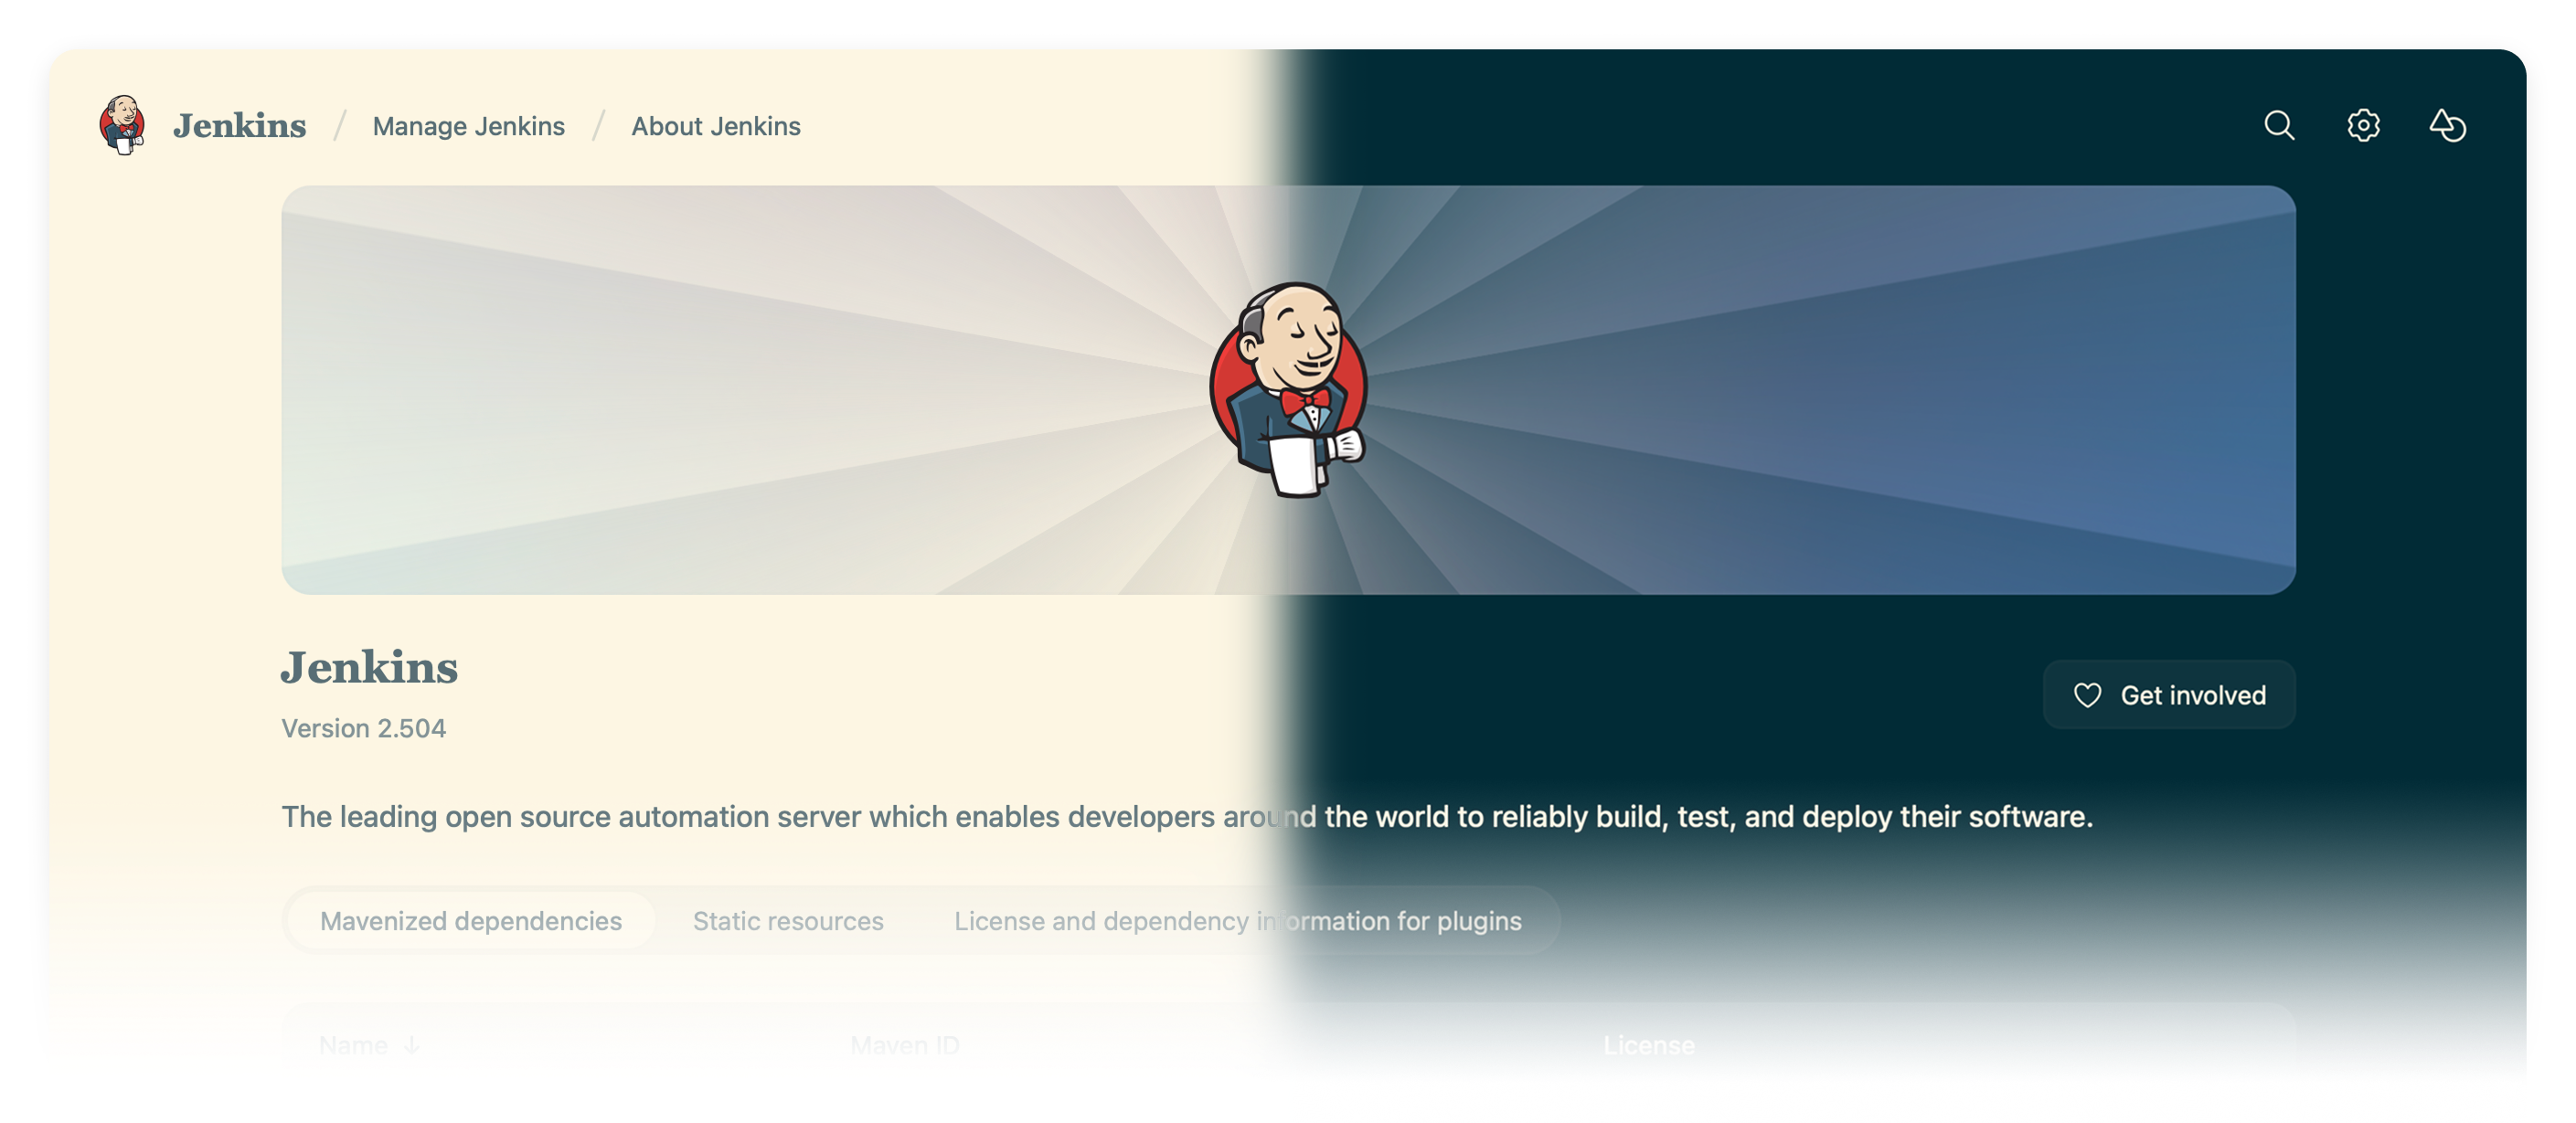 Jenkins / Manage Jenkins / About Jenkins
Jenkins
Version 2.504
Get involved
The leading open source automation server which enables developers around the world to reliably build, test, and deploy their software.
Mavenized dependencies Static resources License and dependency information for plugins
Name ↓ Maven ID License